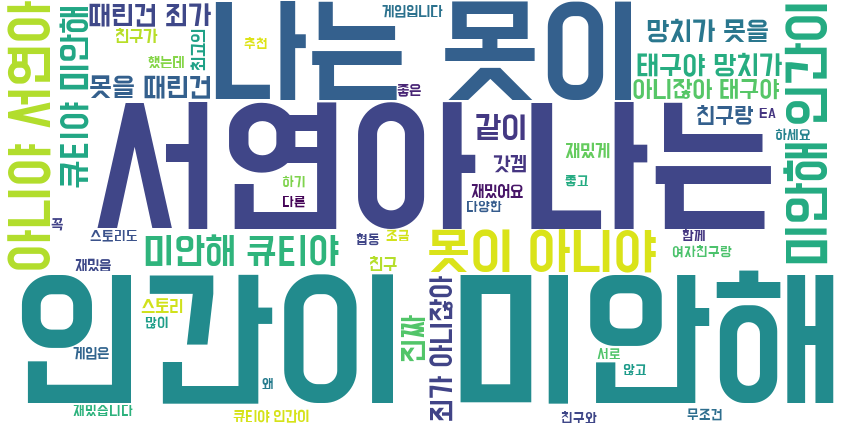 때린건 죄가
게임입니다
나는 못이
망치가 못을
인간이
아니야 서연아
큐티야 미안해
친구가
추천
했는데
최고의
태구야 망치가
못을 때린건
좋은
아니잖아 태구야
서연아 나는
같이
친구랑
EA
하세요
갓겜
재밌게
미안해 인간이
하기
좋고
재밌어요
다른
다양한
꼭
스토리도
미안해 큐티야
협동
조금
못이 아니야
함께
여자친구랑
재밌음
친구
인간이 미안해
스토리
많이
진짜
죄가 아니잖아
게임은
서로
왜
않고
재밌습니다
큐티야 인간이
친구와
무조건